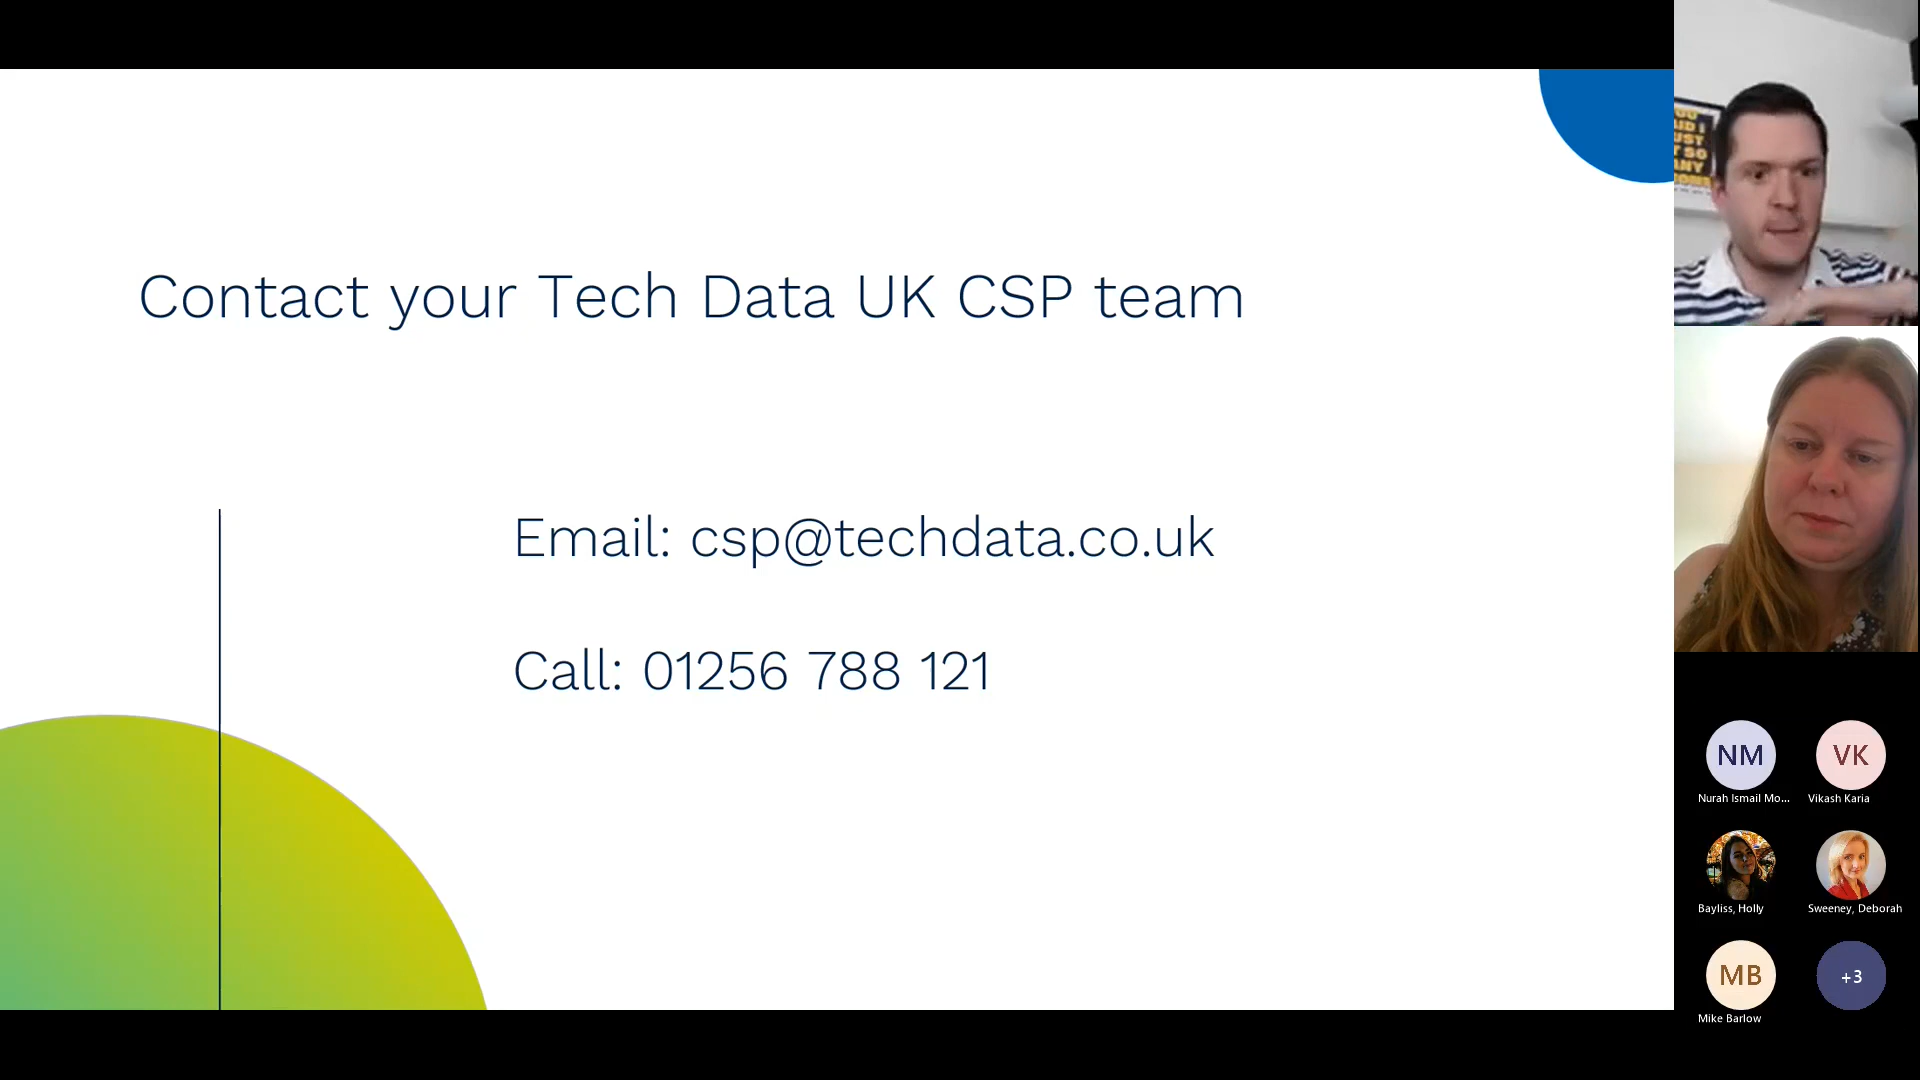 Contact your Tech Data UK CSP team
Email: csp@techdata.co.uk
Call: 01256 788 121
NM
VK
Nurah Ismail Mo...
Vikash Karia
Bayliss, Holly
Sweeney, Deborah
MB
+3
Mike Barlow